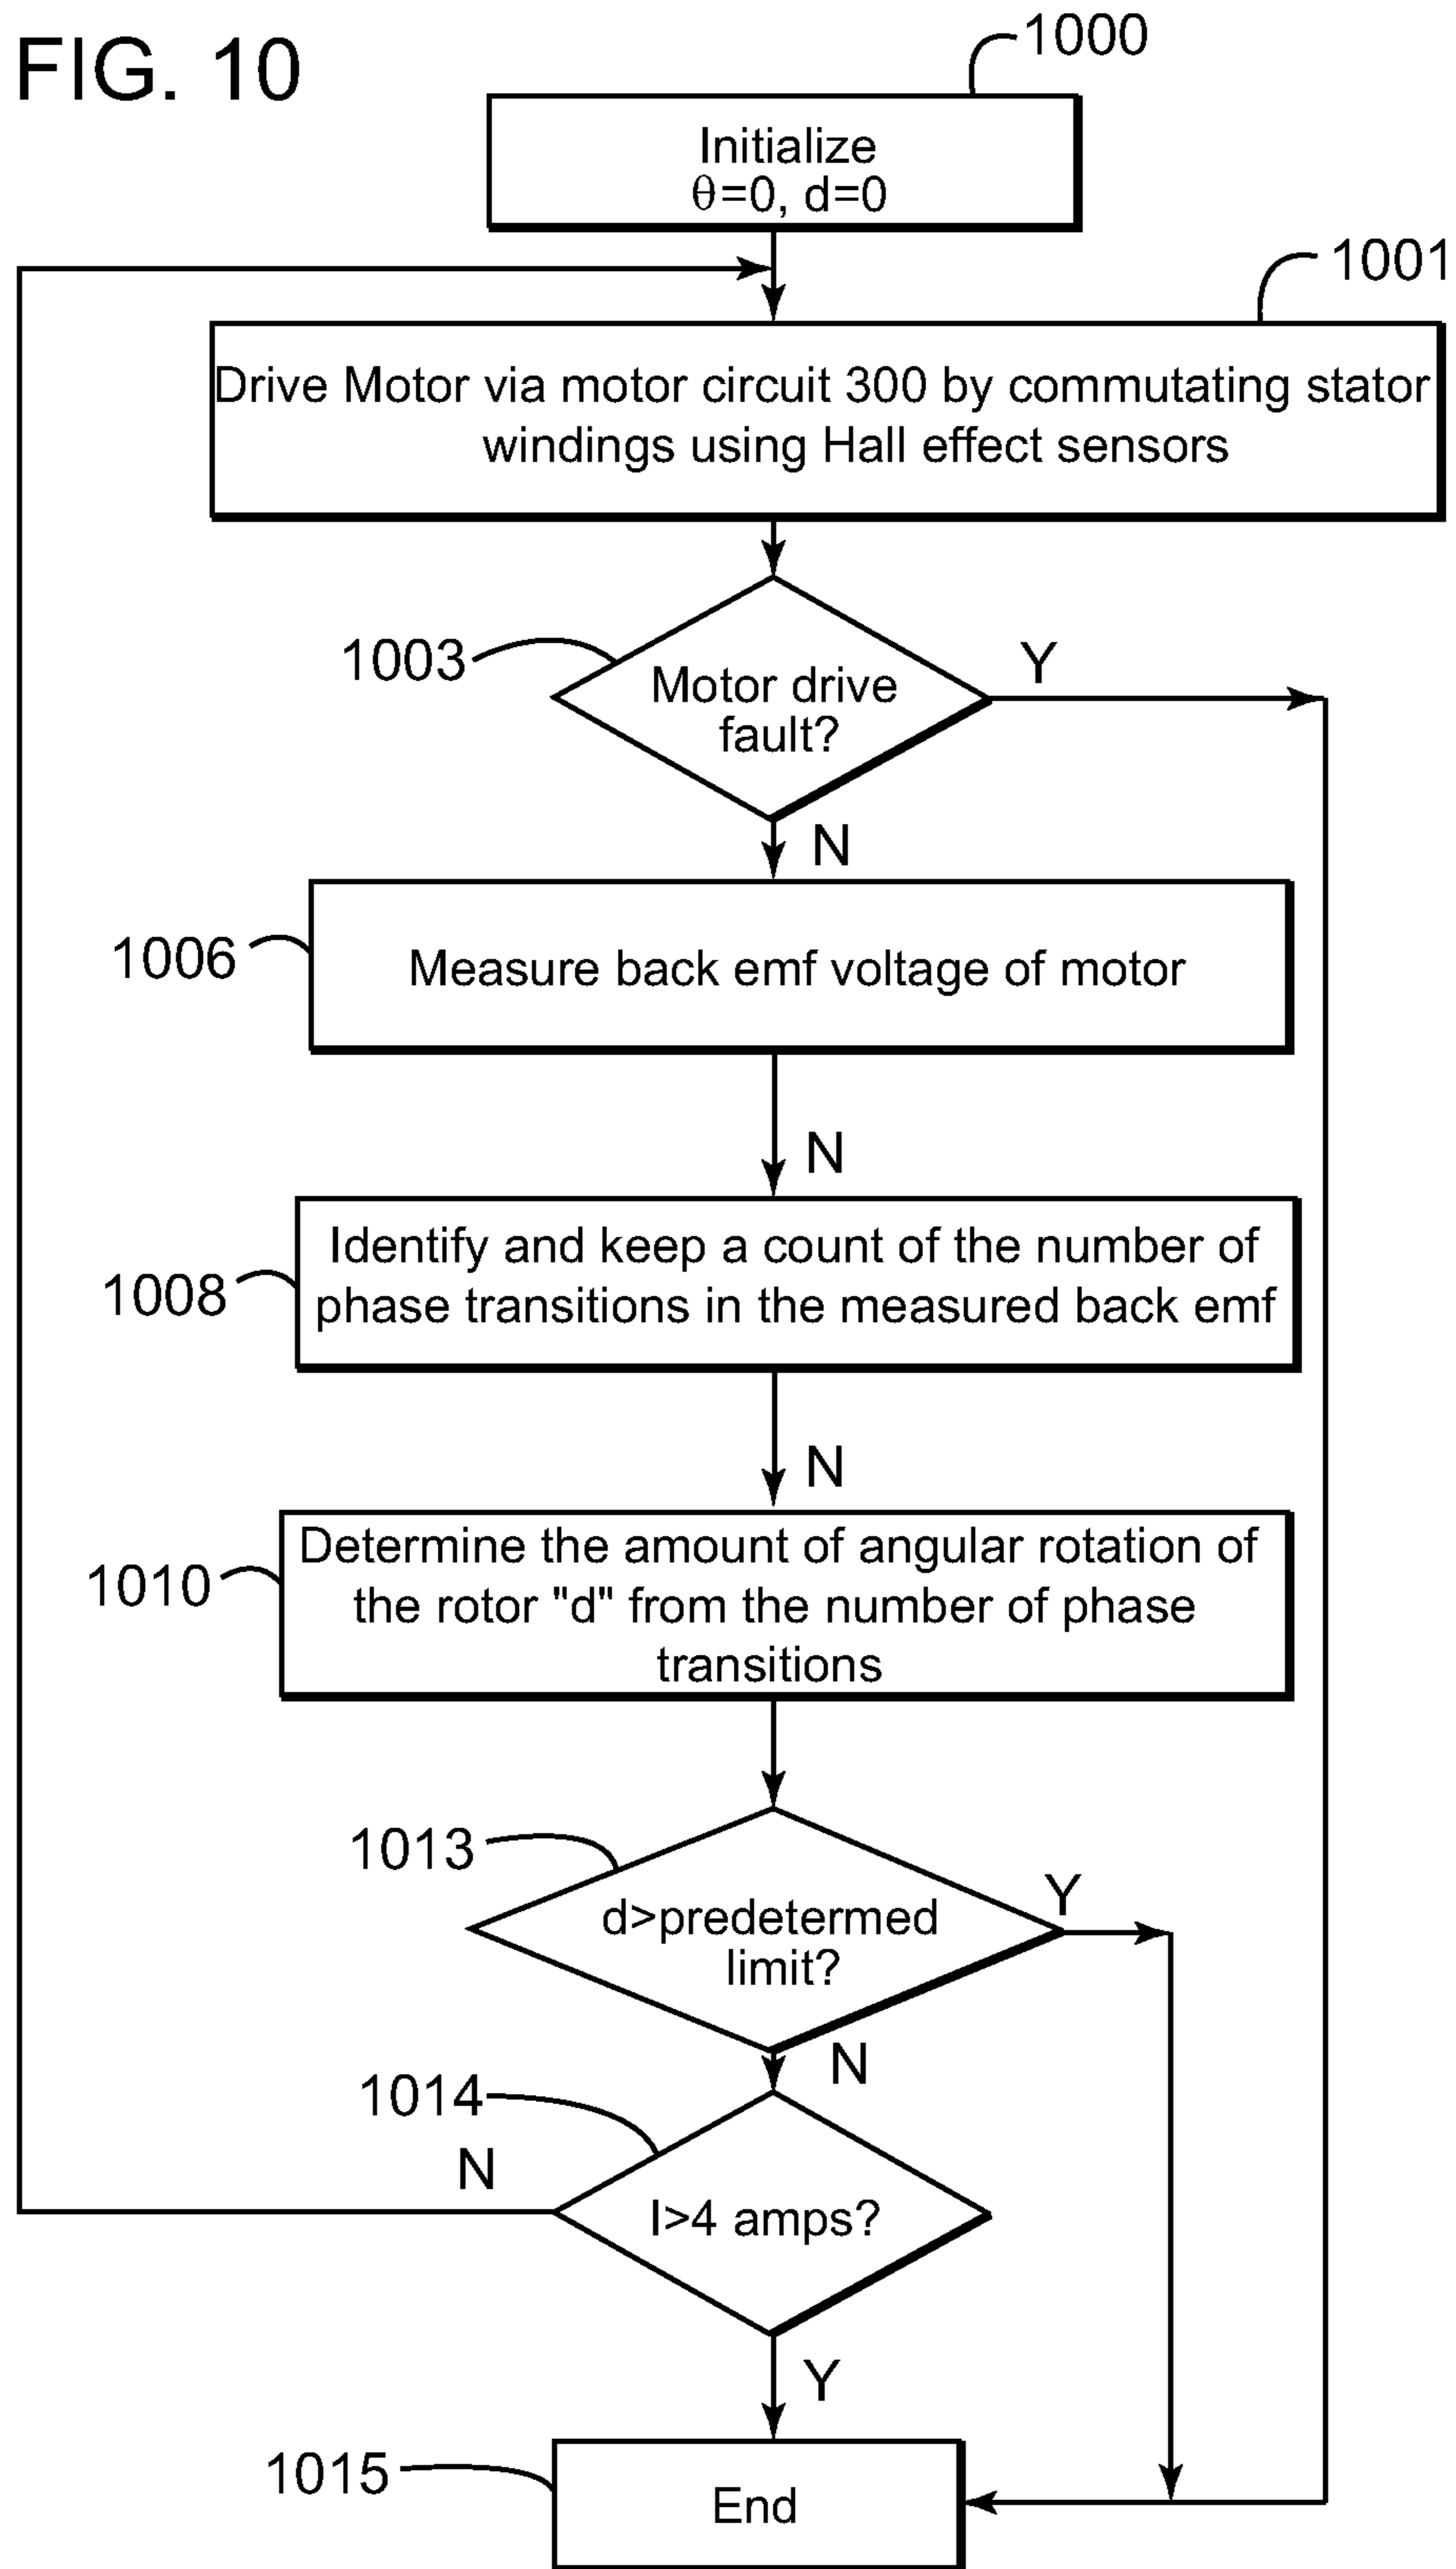 FIG. 10
1000
Initialize
θ=0, d=0
1001
Drive Motor via motor circuit 300 by commutating stator
windings using Hall effect sensors
1003
Motor drive
fault?
Y
N
1006
Measure back emf voltage of motor
N
1008
Identify and keep a count of the number of
phase transitions in the measured back emf
N
1010
Determine the amount of angular rotation of
the rotor "d" from the number of phase
transitions
1013
d>predetermed
limit?
Y
N
1014
N
I>4 amps?
Y
1015
End